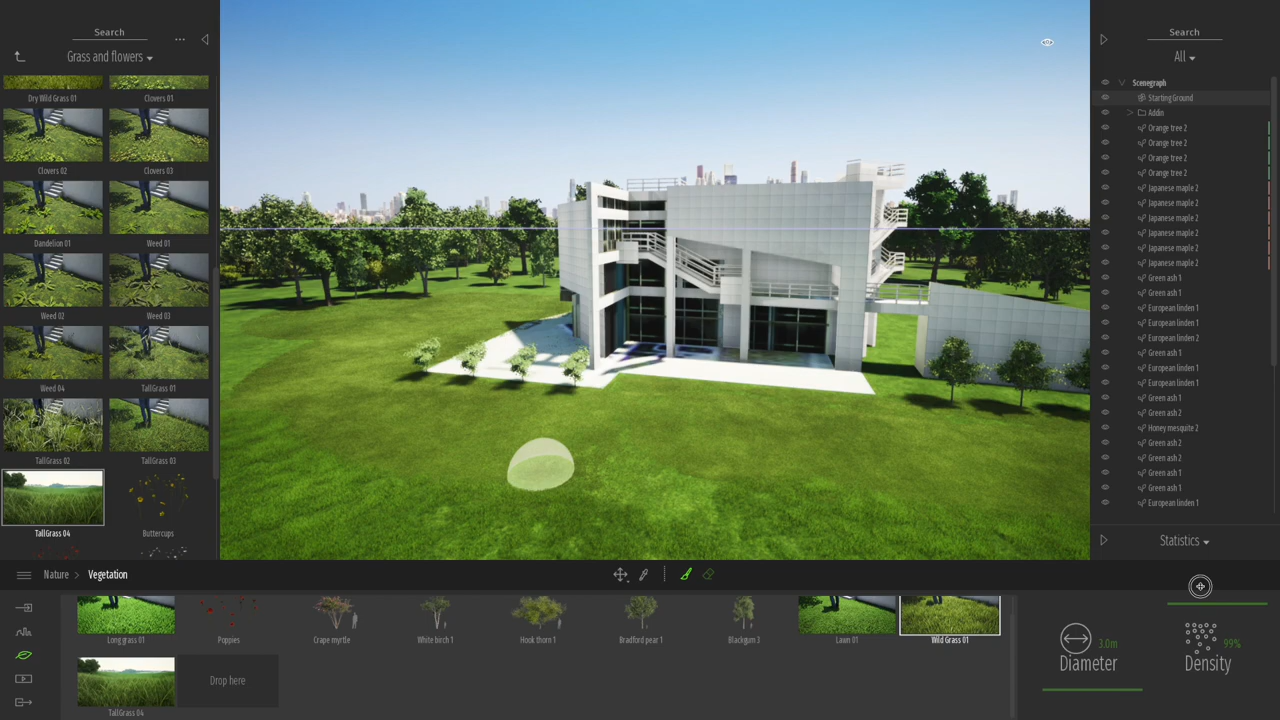 Search
Grass and flowers
Dry Wild Grass 01
Clovers 01
Clovers 02
Clovers 03
Dandelion 01
Weed 01
Weed 02
Weed 03
Weed 04
TallGrass 01
TallGrass 02
TallGrass 03
TallGrass 04
Buttercups
Search
All
Scenegraph
Starting Ground
Addin
Orange tree 2
Orange tree 2
Orange tree 2
Orange tree 2
Japanese maple 2
Japanese maple 2
Japanese maple 2
Japanese maple 2
Japanese maple 2
Japanese maple 2
Green ash 1
Green ash 1
European linden 1
European linden 1
European linden 2
Green ash 1
European linden 1
European linden 1
Green ash 1
Green ash 2
Honey mesquite 2
Green ash 2
Green ash 2
Green ash 1
Green ash 1
European linden 1
Statistics
Nature > Vegetation
Long grass 01
Poppies
Crape myrtle
White birch 1
Hook thorn 1
Bradford pear 1
Blackgum 3
Lawn 01
Wild Grass 01
TallGrass 04
Drop here
3.0m
Diameter
99%
Density